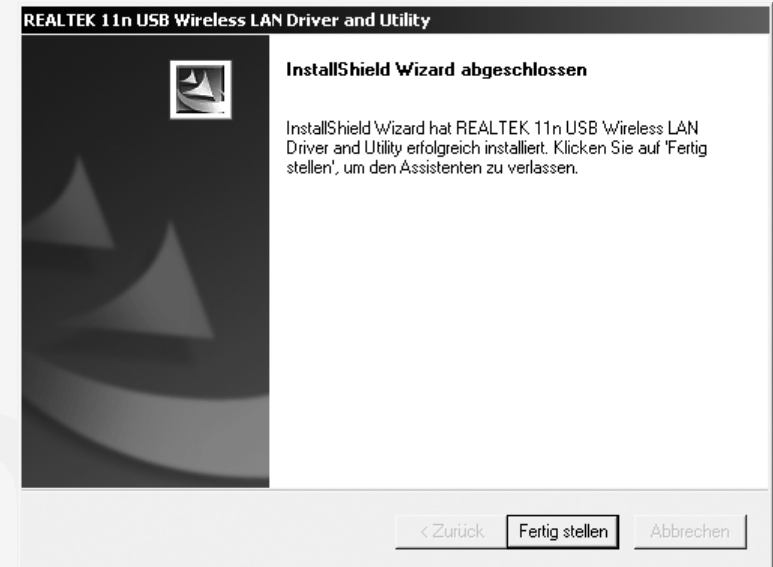 REALTEK 11n USB Wireless LAN Driver and Utility
InstallShield Wizard abgeschlossen
InstallShield Wizard hat REALTEK 11n USB Wireless LAN
Driver and Utility erfolgreich installiert. Klicken Sie auf 'Fertig
stellen', um den Assistenten zu verlassen.
< Zurück Fertig stellen Abbrechen